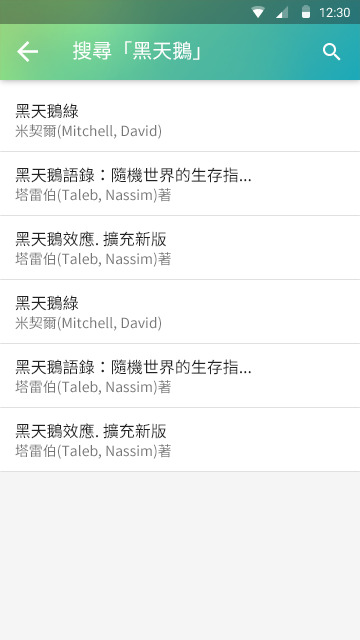 12:30
搜尋「黑天鵝」
黑天鵝綠
米契爾(Mitchell, David)
黑天鵝語錄：隨機世界的生存指...
塔雷伯(Taleb, Nassim)著
黑天鵝效應. 擴充新版
塔雷伯(Taleb, Nassim)著
黑天鵝綠
米契爾(Mitchell, David)
黑天鵝語錄：隨機世界的生存指...
塔雷伯(Taleb, Nassim)著
黑天鵝效應. 擴充新版
塔雷伯(Taleb, Nassim)著